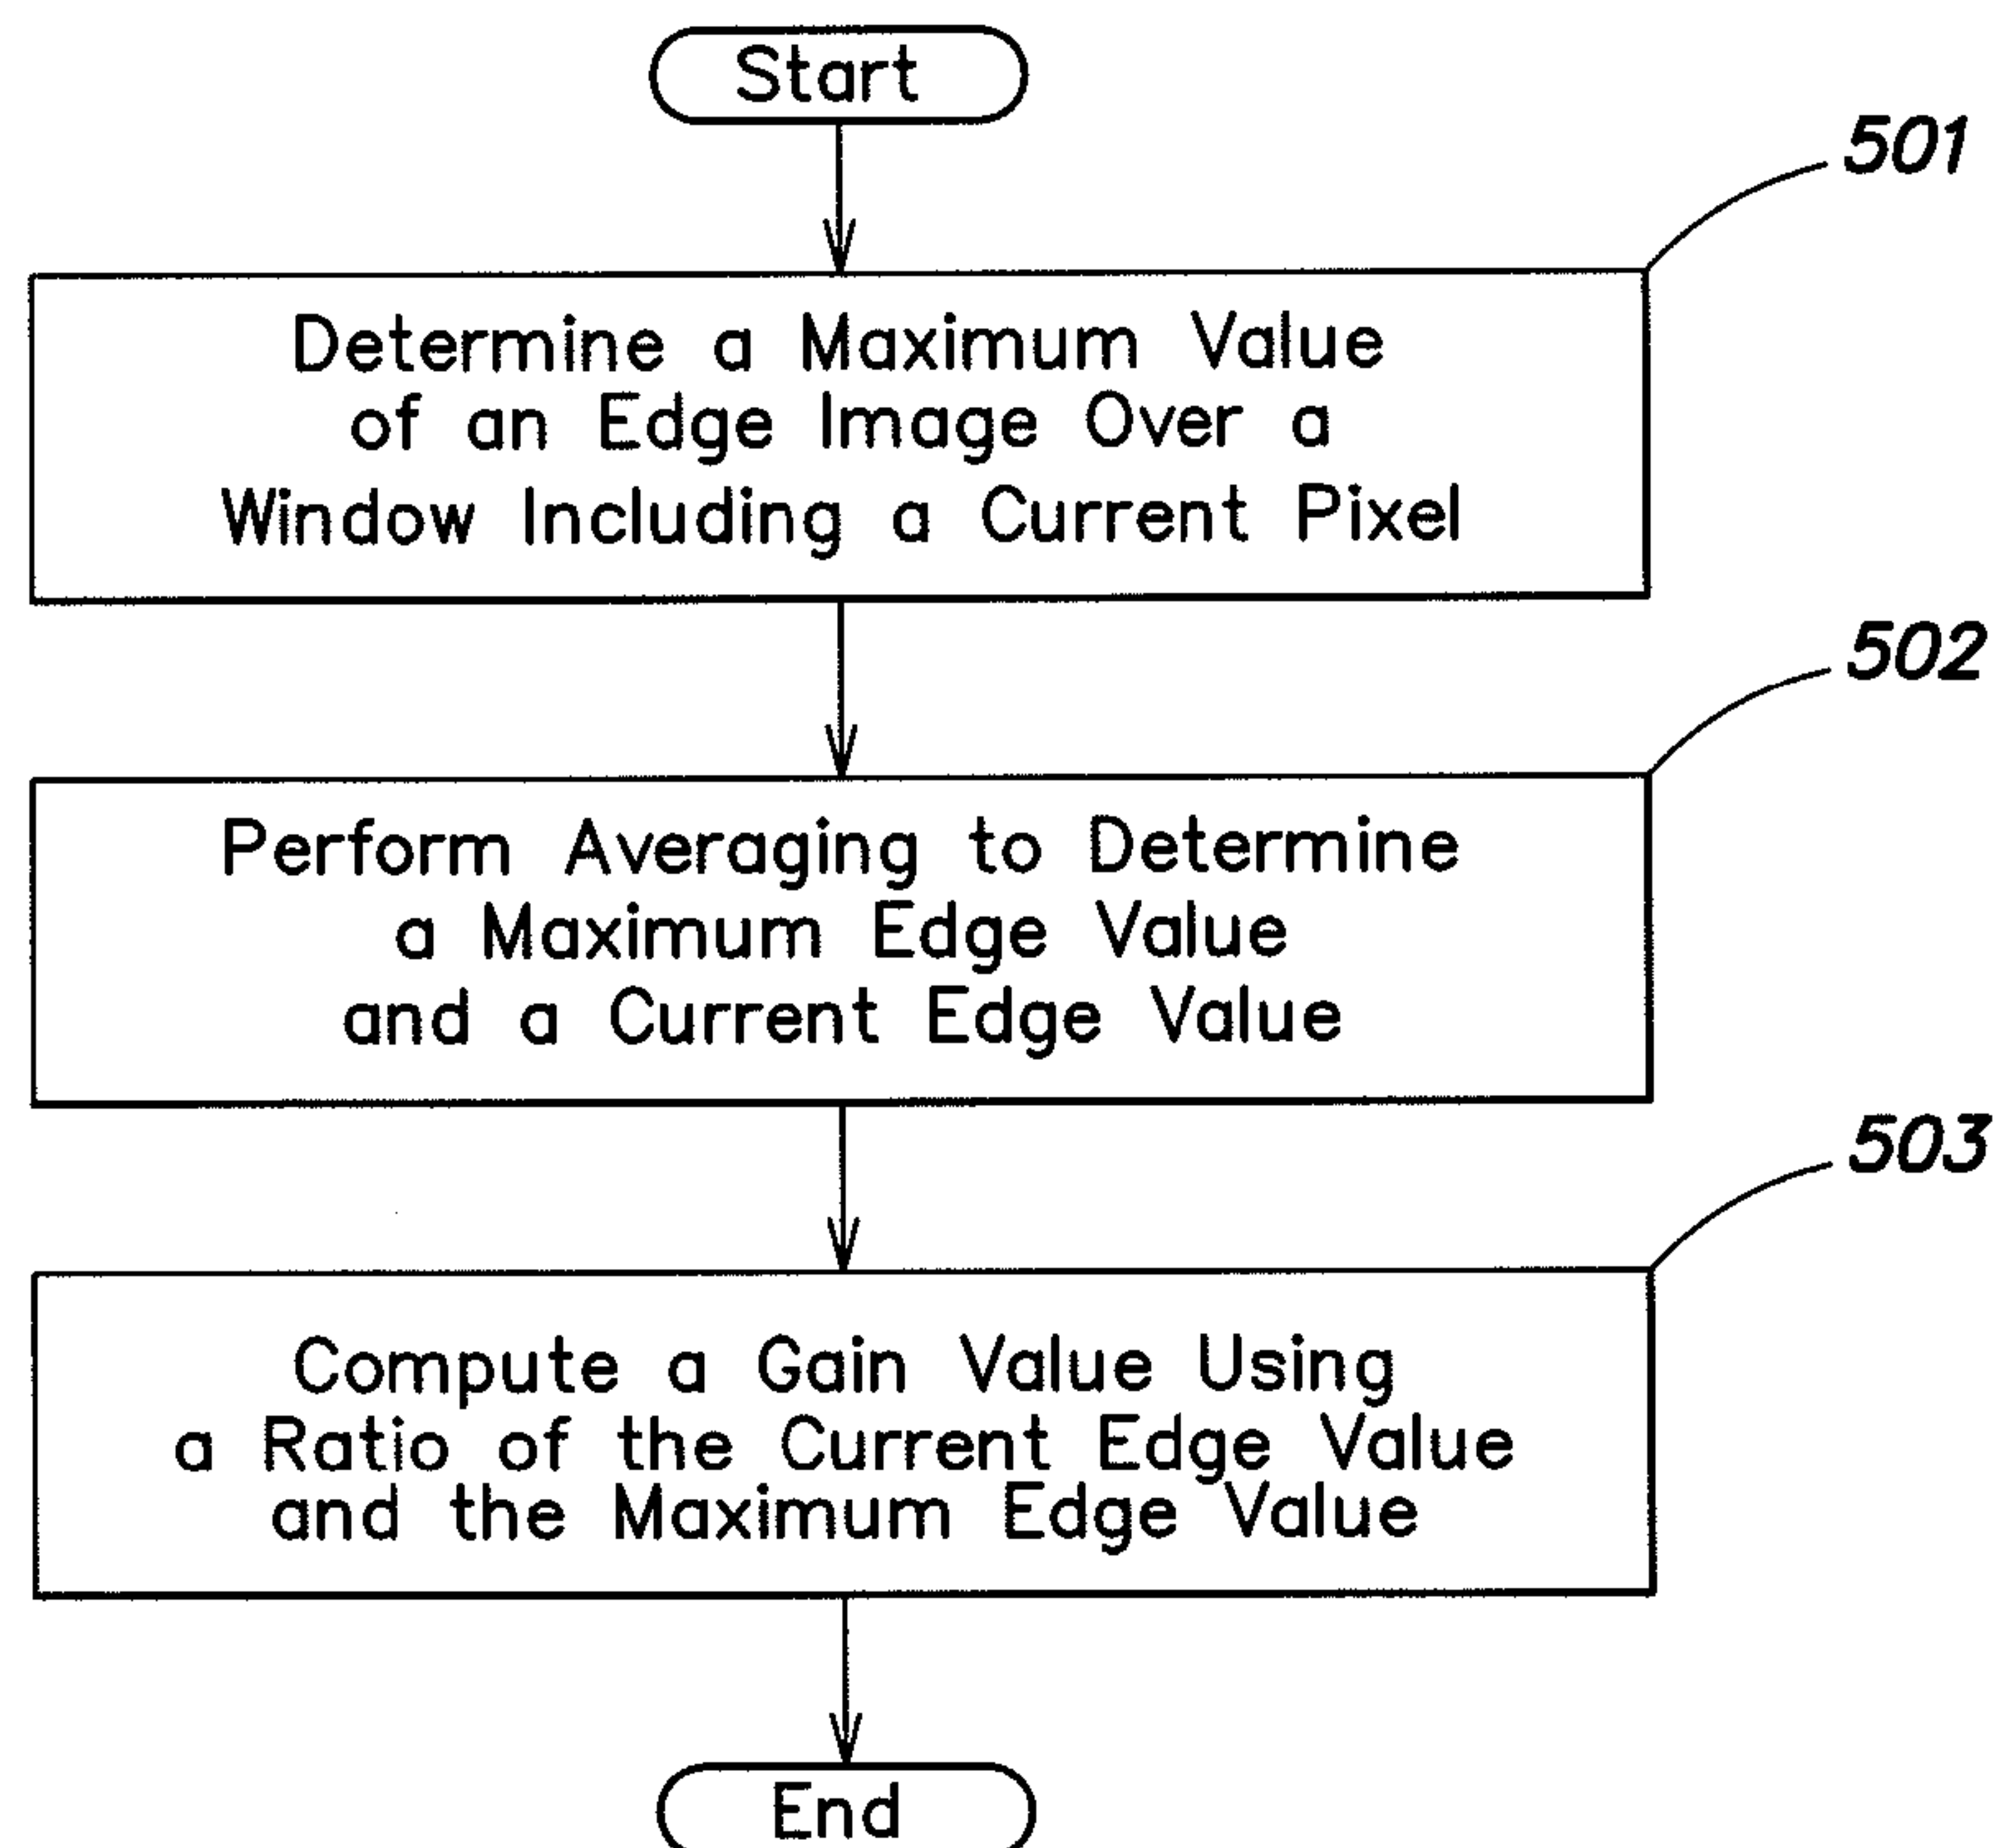 Start
501
Determine a Maximum Value
of an Edge Image Over a
Window Including a Current Pixel
502
Perform Averaging to Determine
a Maximum Edge Value
and a Current Edge Value
503
Compute a Gain Value Using
a Ratio of the Current Edge Value
and the Maximum Edge Value
End